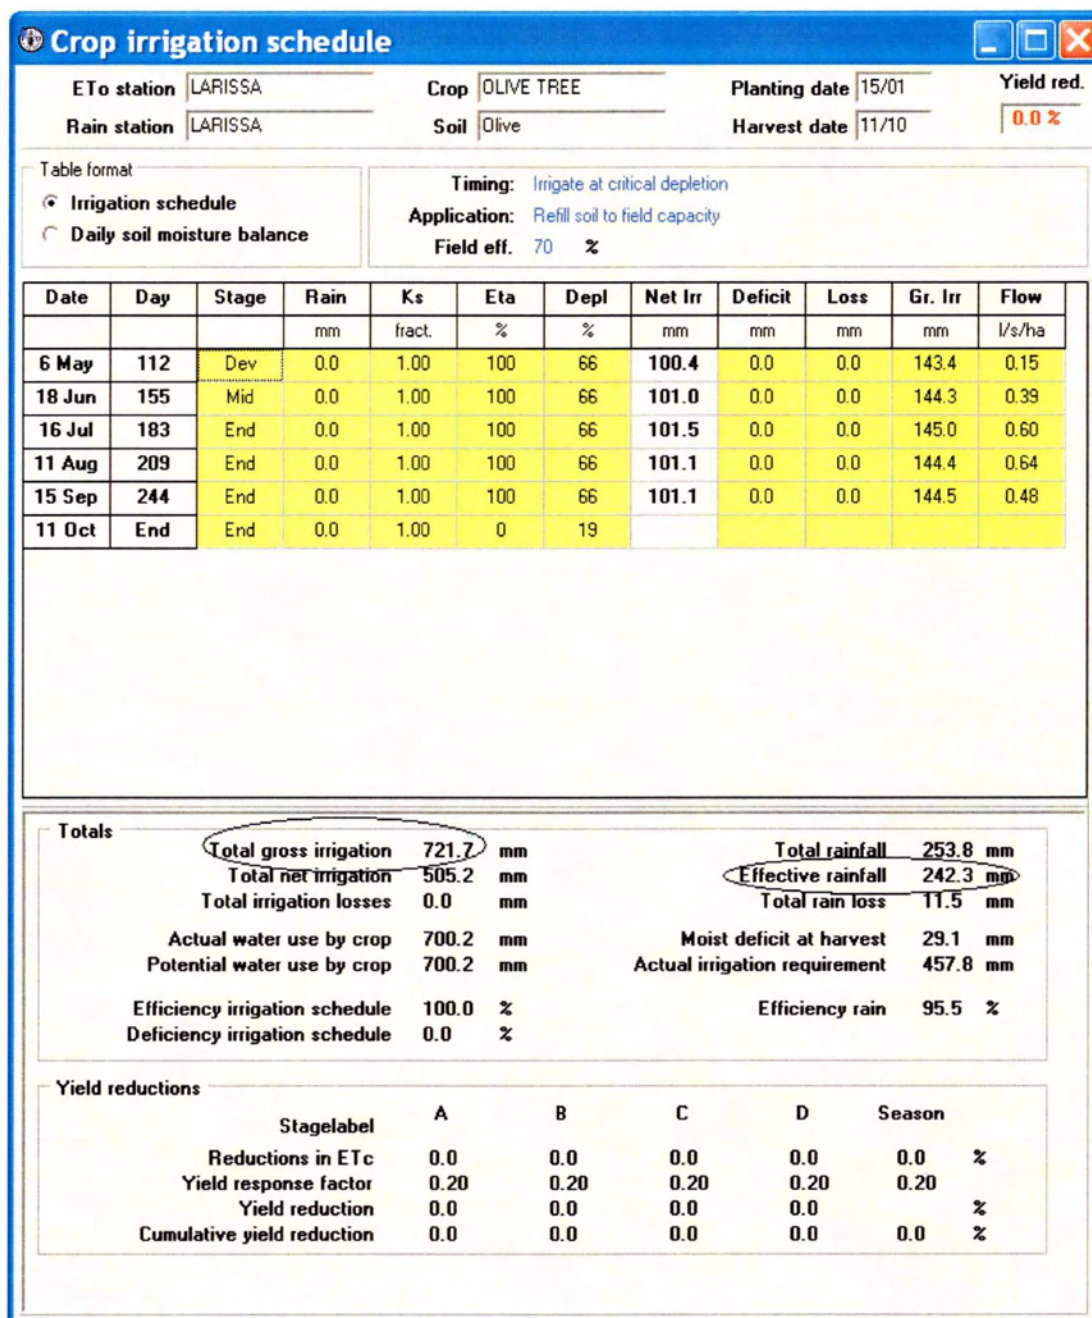 Crop irrigation schedule
ETo station LARISSA Crop OLIVE TREE Planting date 15/01 Yield red.
Rain station LARISSA Soil Olive Harvest date 11/10 0.0 %
Table format
Irrigation schedule
Daily soil moisture balance
Timing: Irrigate at critical depletion
Application: Refill soil to field capacity
Field eff. 70 %
Date Day Stage Rain Ks Eta Depl Net Irr Deficit Loss Gr. Irr Flow
mm fract. % % mm mm mm mm l/s/ha
6 May 112 Dev 0.0 1.00 100 66 100.4 0.0 0.0 143.4 0.15
18 Jun 155 Mid 0.0 1.00 100 66 101.0 0.0 0.0 144.3 0.39
16 Jul 183 End 0.0 1.00 100 66 101.5 0.0 0.0 145.0 0.60
11 Aug 209 End 0.0 1.00 100 66 101.1 0.0 0.0 144.4 0.64
15 Sep 244 End 0.0 1.00 100 66 101.1 0.0 0.0 144.5 0.48
11 Oct End End 0.0 1.00 0 19
Totals
Total gross irrigation 721.7 mm Total rainfall 253.8 mm
Total net irrigation 505.2 mm Effective rainfall 242.3 mm
Total irrigation losses 0.0 mm Total rain loss 11.5 mm
Actual water use by crop 700.2 mm Moist deficit at harvest 29.1 mm
Potential water use by crop 700.2 mm Actual irrigation requirement 457.8 mm
Efficiency irrigation schedule 100.0 % Efficiency rain 95.5 %
Deficiency irrigation schedule 0.0 %
Yield reductions
Stagelabel A B C D Season
Reductions in ETc 0.0 0.0 0.0 0.0 0.0 %
Yield response factor 0.20 0.20 0.20 0.20 0.20
Yield reduction 0.0 0.0 0.0 0.0 %
Cumulative yield reduction 0.0 0.0 0.0 0.0 0.0 %